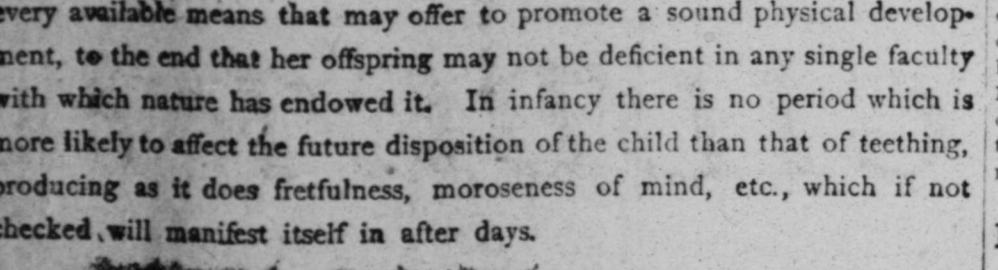 every available means that may offer to promote a sound physical develop-
ment, to the end that her offspring may not be deficient in any single faculty
with which nature has endowed it. In infancy there is no period which is
more likely to affect the future disposition of the child than that of teething,
producing as it does fretfulness, moroseness of mind, etc., which if not
checked, will manifest itself in after days.